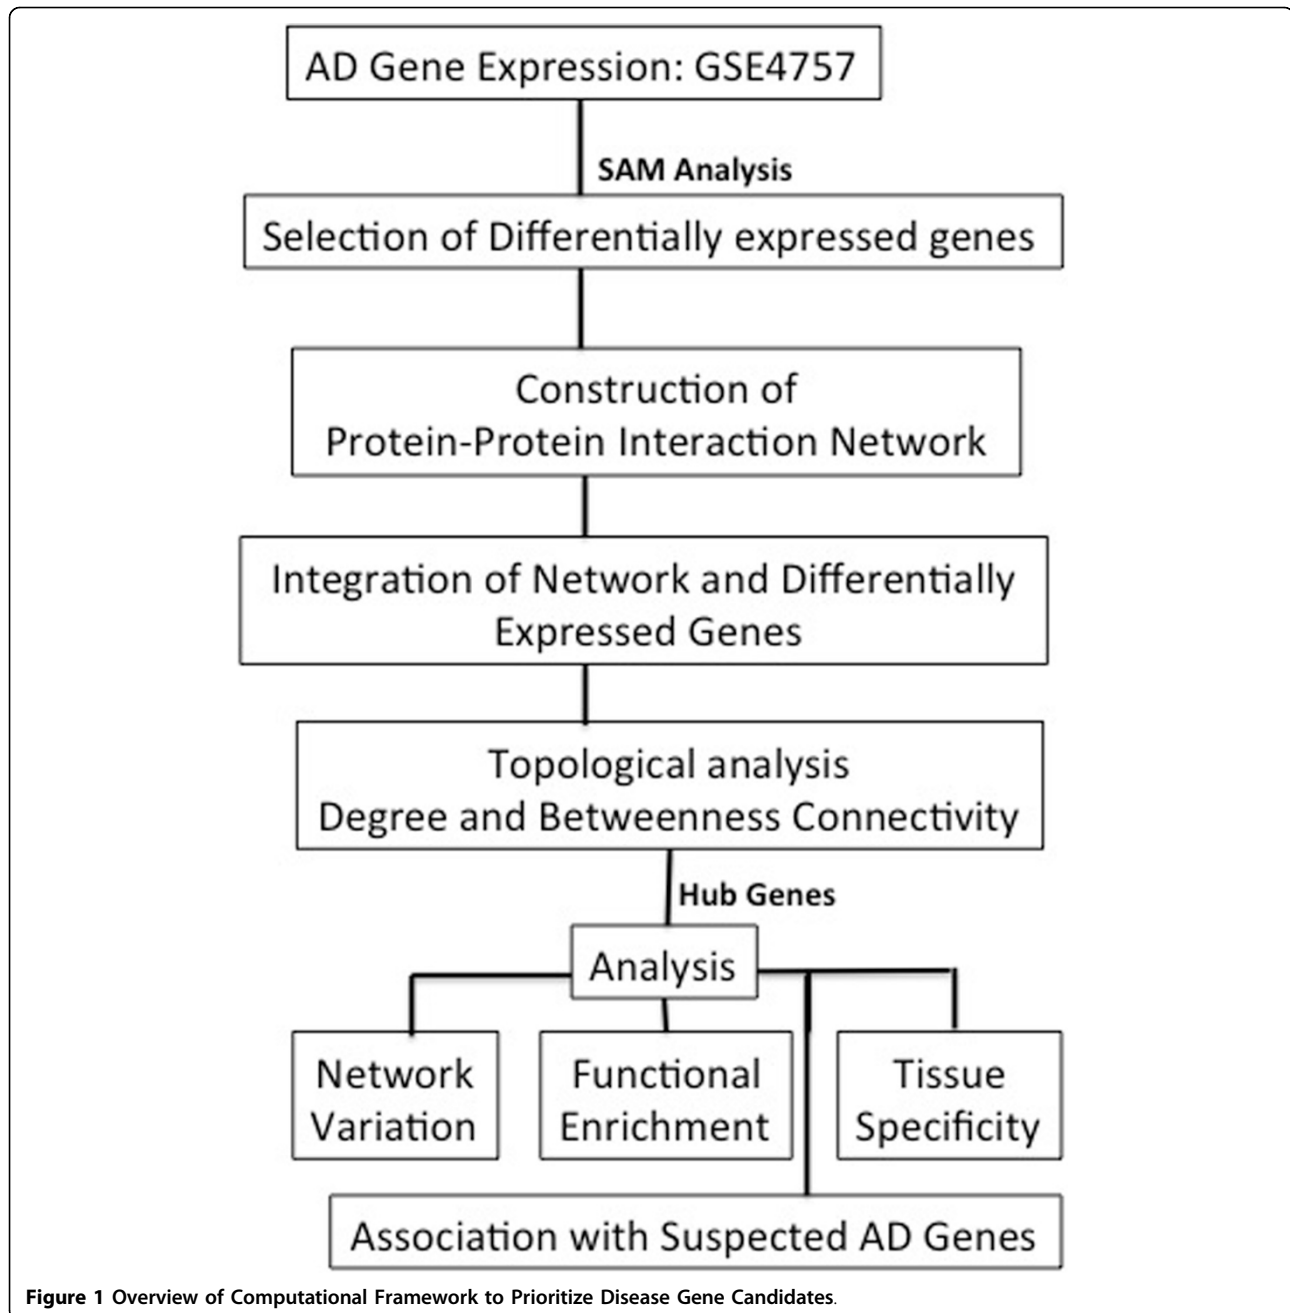 AD Gene Expression: GSE4757
SAM Analysis
Selection of Differentially expressed genes
Construction of
Protein-Protein Interaction Network
Integration of Network and Differentially
Expressed Genes
Topological analysis
Degree and Betweenness Connectivity
Hub Genes
Analysis
Network
Variation
Functional
Enrichment
Tissue
Specificity
Association with Suspected AD Genes
Figure 1 Overview of Computational Framework to Prioritize Disease Gene Candidates.